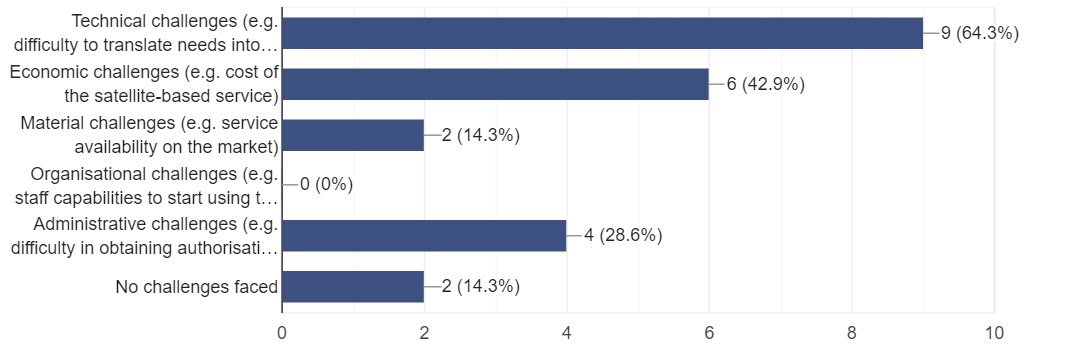 Technical challenges (e.g.
difficulty to translate needs into…
9 (64.3%)
Economic challenges (e.g. cost of
the satellite-based service)
6 (42.9%)
Material challenges (e.g. service
availability on the market)
2 (14.3%)
Organisational challenges (e.g.
staff capabilities to start using t…
0 (0%)
Administrative challenges (e.g.
difficulty in obtaining authorisati…
4 (28.6%)
No challenges faced
2 (14.3%)
0 2 4 6 8 10